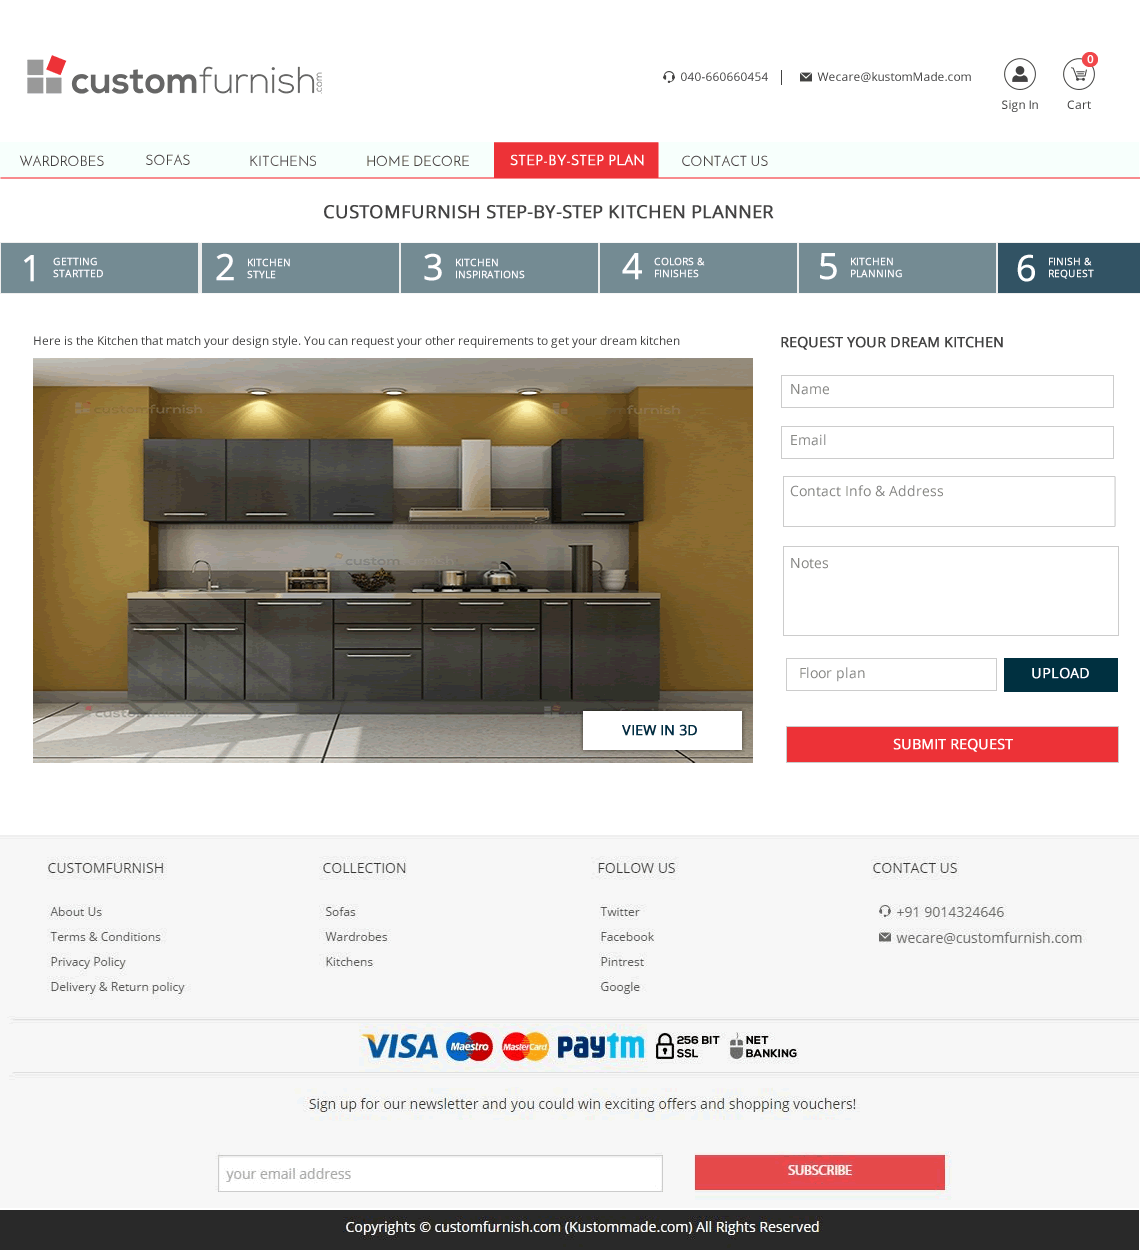 customfurnish.com
040-660660454
Wecare@kustomMade.com
0
Sign In
Cart
WARDROBES
SOFAS
KITCHENS
HOME DECORE
STEP-BY-STEP PLAN
CONTACT US
CUSTOMFURNISH STEP-BY-STEP KITCHEN PLANNER
1
GETTING
STARTTED
2
KITCHEN
STYLE
3
KITCHEN
INSPIRATIONS
4
COLORS &
FINISHES
5
KITCHEN
PLANNING
6
FINISH &
REQUEST
Here is the Kitchen that match your design style. You can request your other requirements to get your dream kitchen
customfurnish
customfurnish
customfurnish
customfurnish
VIEW IN 3D
REQUEST YOUR DREAM KITCHEN
Name
Email
Contact Info & Address
Notes
Floor plan
UPLOAD
SUBMIT REQUEST
CUSTOMFURNISH
About Us
Terms & Conditions
Privacy Policy
Delivery & Return policy
COLLECTION
Sofas
Wardrobes
Kitchens
FOLLOW US
Twitter
Facebook
Pintrest
Google
CONTACT US
+91 9014324646
wecare@customfurnish.com
VISA
Maestro
MasterCard
paytm
256 BIT
SSL
NET
BANKING
Sign up for our newsletter and you could win exciting offers and shopping vouchers!
your email address
SUBSCRIBE
Copyrights © customfurnish.com (Kustommade.com) All Rights Reserved